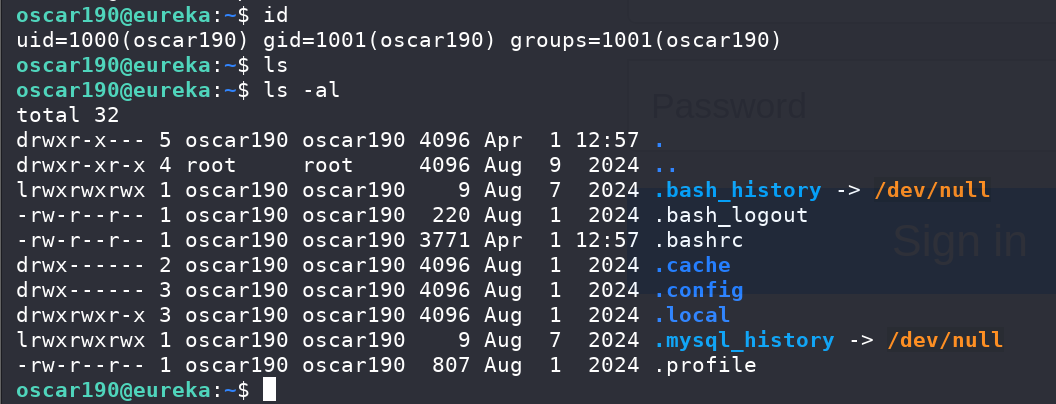 oscar190@eureka:~$ id
uid=1000(oscar190) gid=1001(oscar190) groups=1001(oscar190)
oscar190@eureka:~$ ls
oscar190@eureka:~$ ls -al
total 32
drwxr-x--- 5 oscar190 oscar190 4096 Apr  1 12:57 .
drwxr-xr-x 4 root     root     4096 Aug  9  2024 ..
lrwxrwxrwx 1 oscar190 oscar190    9 Aug  7  2024 .bash_history -> /dev/null
-rw-r--r-- 1 oscar190 oscar190  220 Aug  1  2024 .bash_logout
-rw-r--r-- 1 oscar190 oscar190 3771 Apr  1 12:57 .bashrc
drwx------ 2 oscar190 oscar190 4096 Aug  1  2024 .cache
drwx------ 3 oscar190 oscar190 4096 Aug  1  2024 .config
drwxrwxr-x 3 oscar190 oscar190 4096 Aug  1  2024 .local
lrwxrwxrwx 1 oscar190 oscar190    9 Aug  7  2024 .mysql_history -> /dev/null
-rw-r--r-- 1 oscar190 oscar190  807 Aug  1  2024 .profile
oscar190@eureka:~$
Password
Sign in